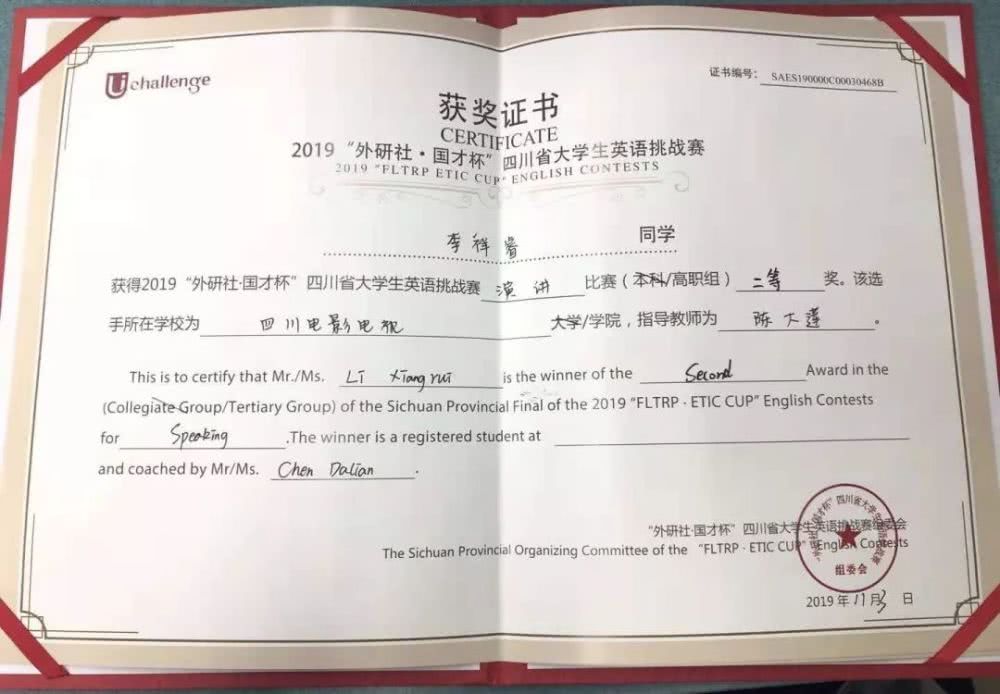 Uchallenge
证书编号： SAES190000C00030468B
获奖证书
CERTIFICATE
2019 “外研社·国才杯” 四川省大学生英语挑战赛
2019 “FLTRP ETIC CUP” ENGLISH CONTESTS
李祥睿 同学
获得2019 “外研社·国才杯” 四川省大学生英语挑战赛 演讲 比赛（本科/高职组） 二等 奖。该选
手所在学校为 四川电影电视 大学/学院，指导教师为 陈大莲 。
This is to certify that Mr./Ms. Li Xiangrui is the winner of the Second Award in the
(Collegiate Group/Tertiary Group) of the Sichuan Provincial Final of the 2019 “FLTRP · ETIC CUP” English Contests
for Speaking .The winner is a registered student at
and coached by Mr/Ms. Chen Dalian .
“外研社·国才杯” 四川省大学生英语挑战赛组委会
The Sichuan Provincial Organizing Committee of the “FLTRP · ETIC CUP” English Contests
“外研社·国才杯”四川省大学生英语挑战赛
组委会
2019 年 11 月 3 日